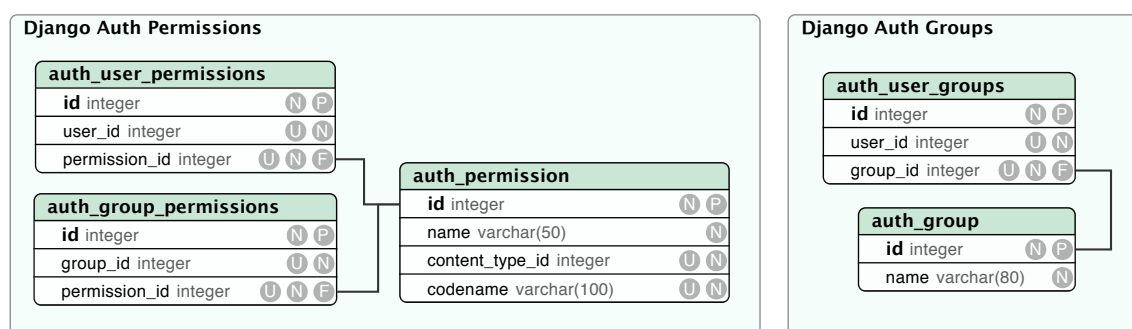 Django Auth Permissions
auth_user_permissions
id integer N P
user_id integer U N
permission_id integer U N F
auth_group_permissions
id integer N P
group_id integer U N
permission_id integer U N F
auth_permission
id integer N P
name varchar(50) N
content_type_id integer U N
codename varchar(100) U N
Django Auth Groups
auth_user_groups
id integer N P
user_id integer U N
group_id integer U N F
auth_group
id integer N P
name varchar(80) N